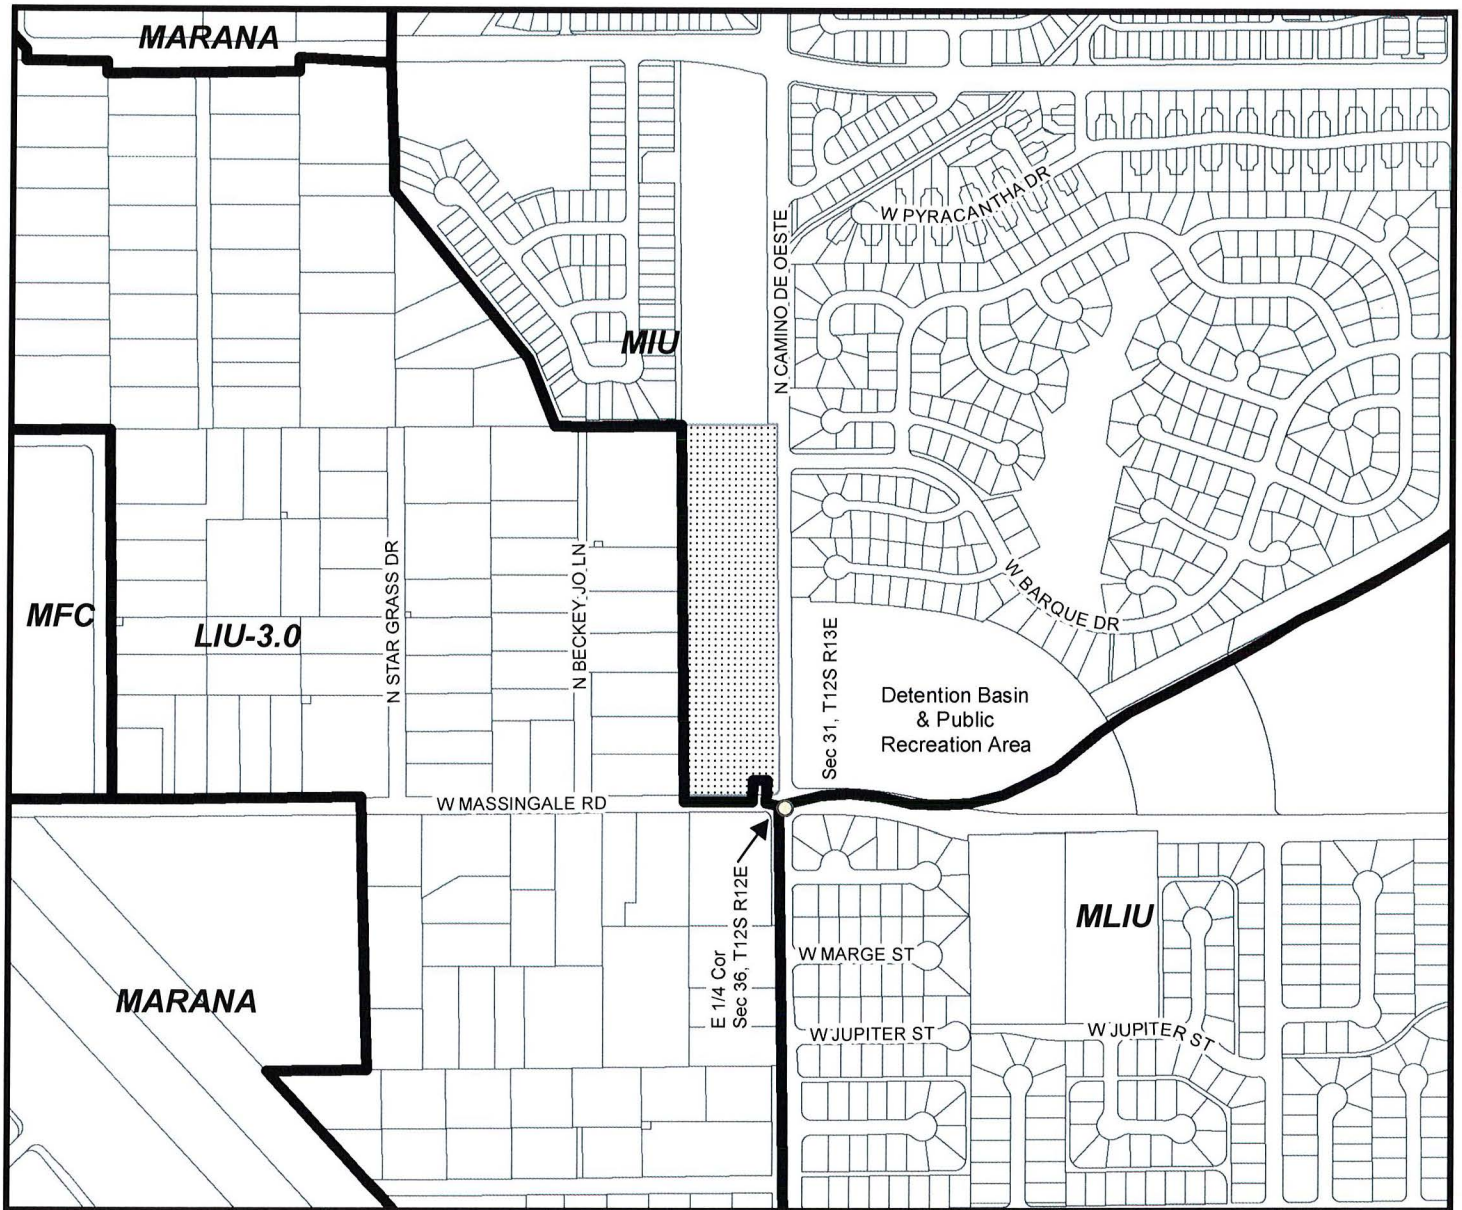 MARANA
W PYRACANTHA DR
N CAMINO DE OESTE
MIU
MFC
LIU-3.0
N STAR GRASS DR
N BECKEY JO LN
W BARQUE DR
Sec 31, T12S R13E
Detention Basin
& Public
Recreation Area
W MASSINGALE RD
E 1/4 Cor
Sec 36, T12S R12E
MLIU
W MARGE ST
MARANA
W JUPITER ST
W JUPITER ST